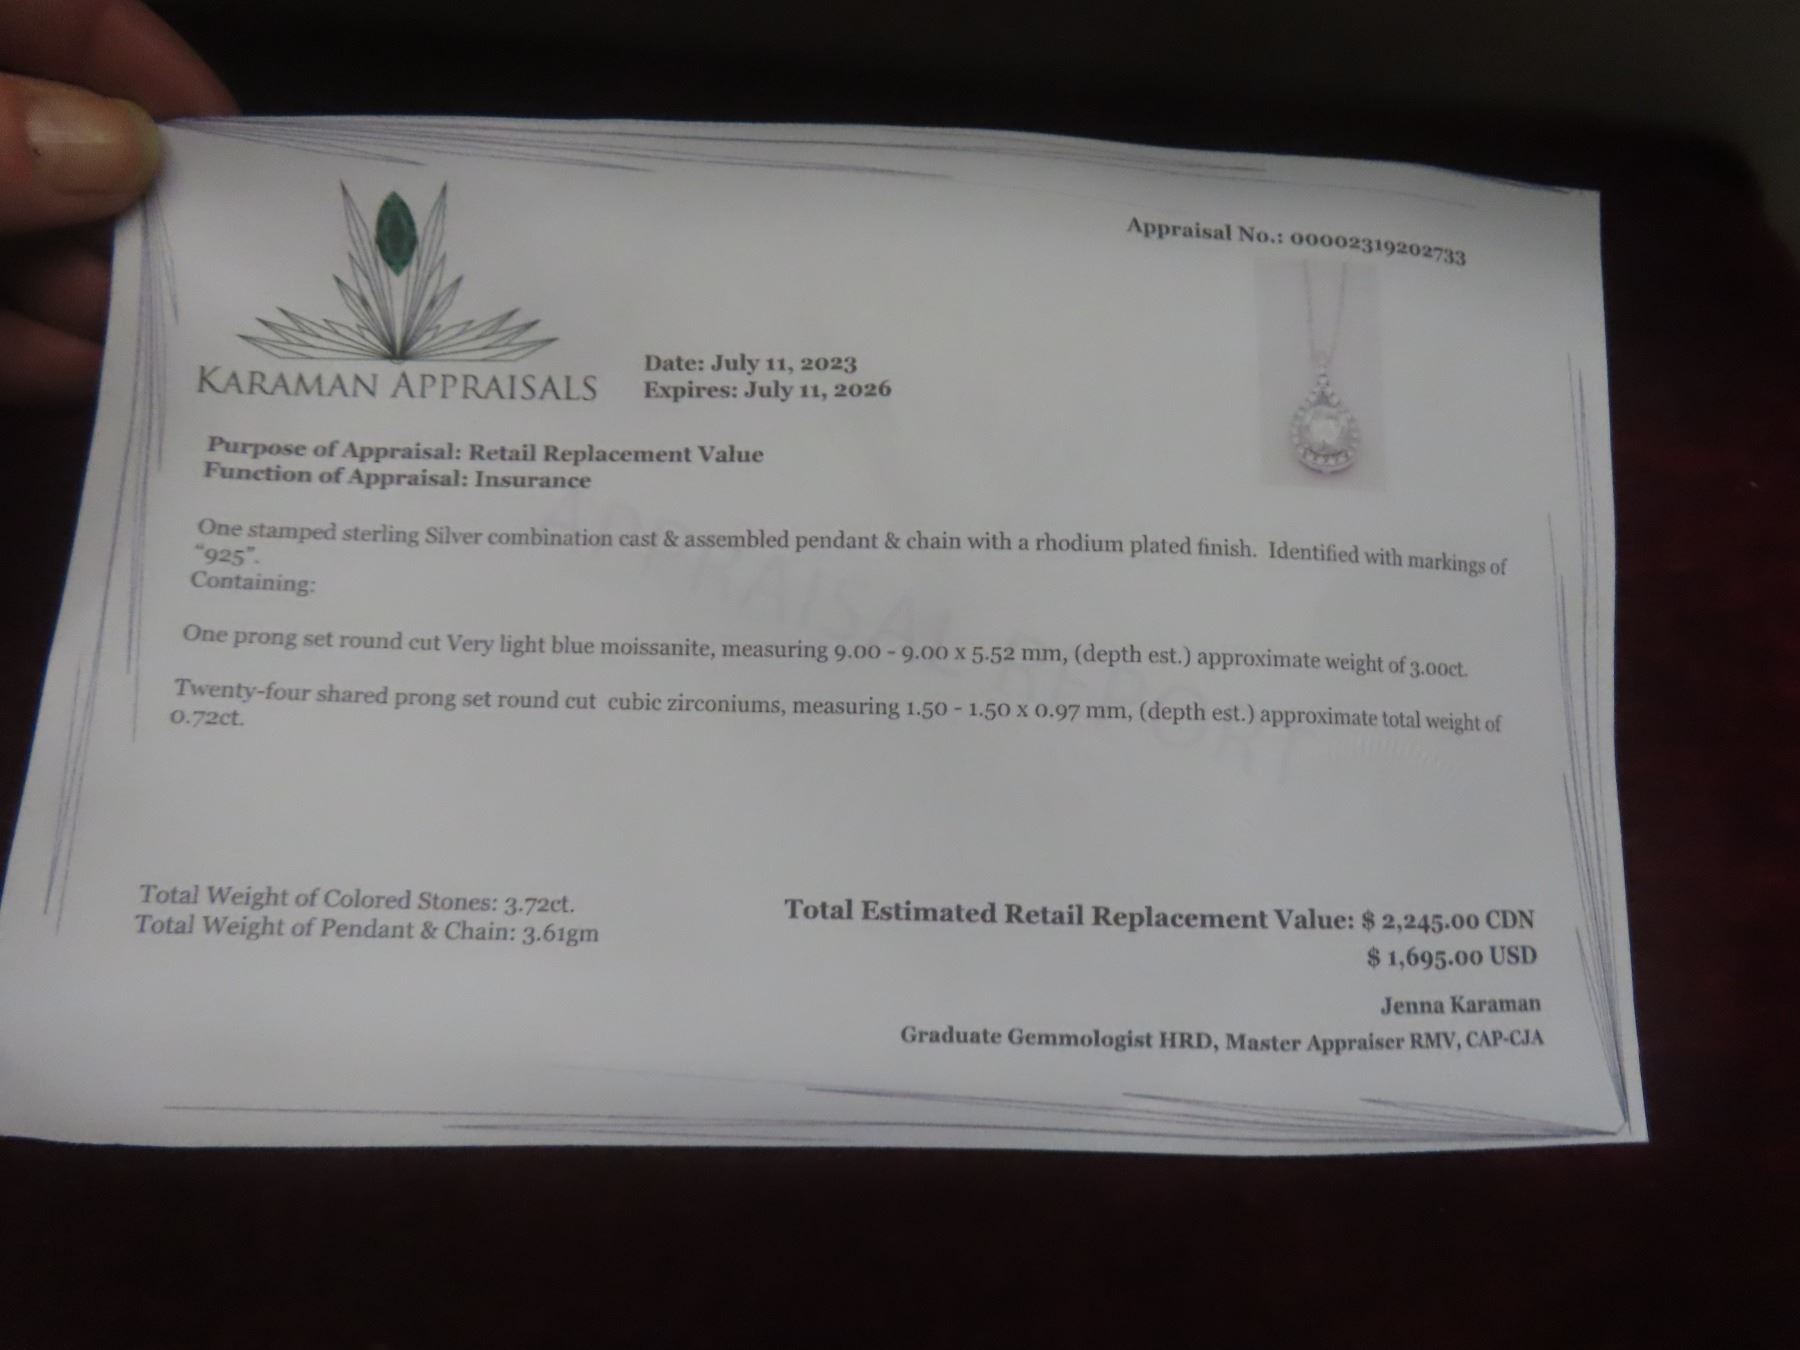 Appraisal No.: 00002319202733
KARAMAN APPRAISALS
Date: July 11, 2023
Expires: July 11, 2026
Purpose of Appraisal: Retail Replacement Value
Function of Appraisal: Insurance
One stamped sterling Silver combination cast & assembled pendant & chain with a rhodium plated finish.  Identified with markings of
"925".
Containing:
One prong set round cut Very light blue moissanite, measuring 9.00 - 9.00 x 5.52 mm, (depth est.) approximate weight of 3.00ct.
Twenty-four shared prong set round cut  cubic zirconiums, measuring 1.50 - 1.50 x 0.97 mm, (depth est.) approximate total weight of
0.72ct.
APPRAISAL REPORT
Total Weight of Colored Stones: 3.72ct.
Total Weight of Pendant & Chain: 3.61gm
Total Estimated Retail Replacement Value: $ 2,245.00 CDN
$ 1,695.00 USD
Jenna Karaman
Graduate Gemmologist HRD, Master Appraiser RMV, CAP-CJA